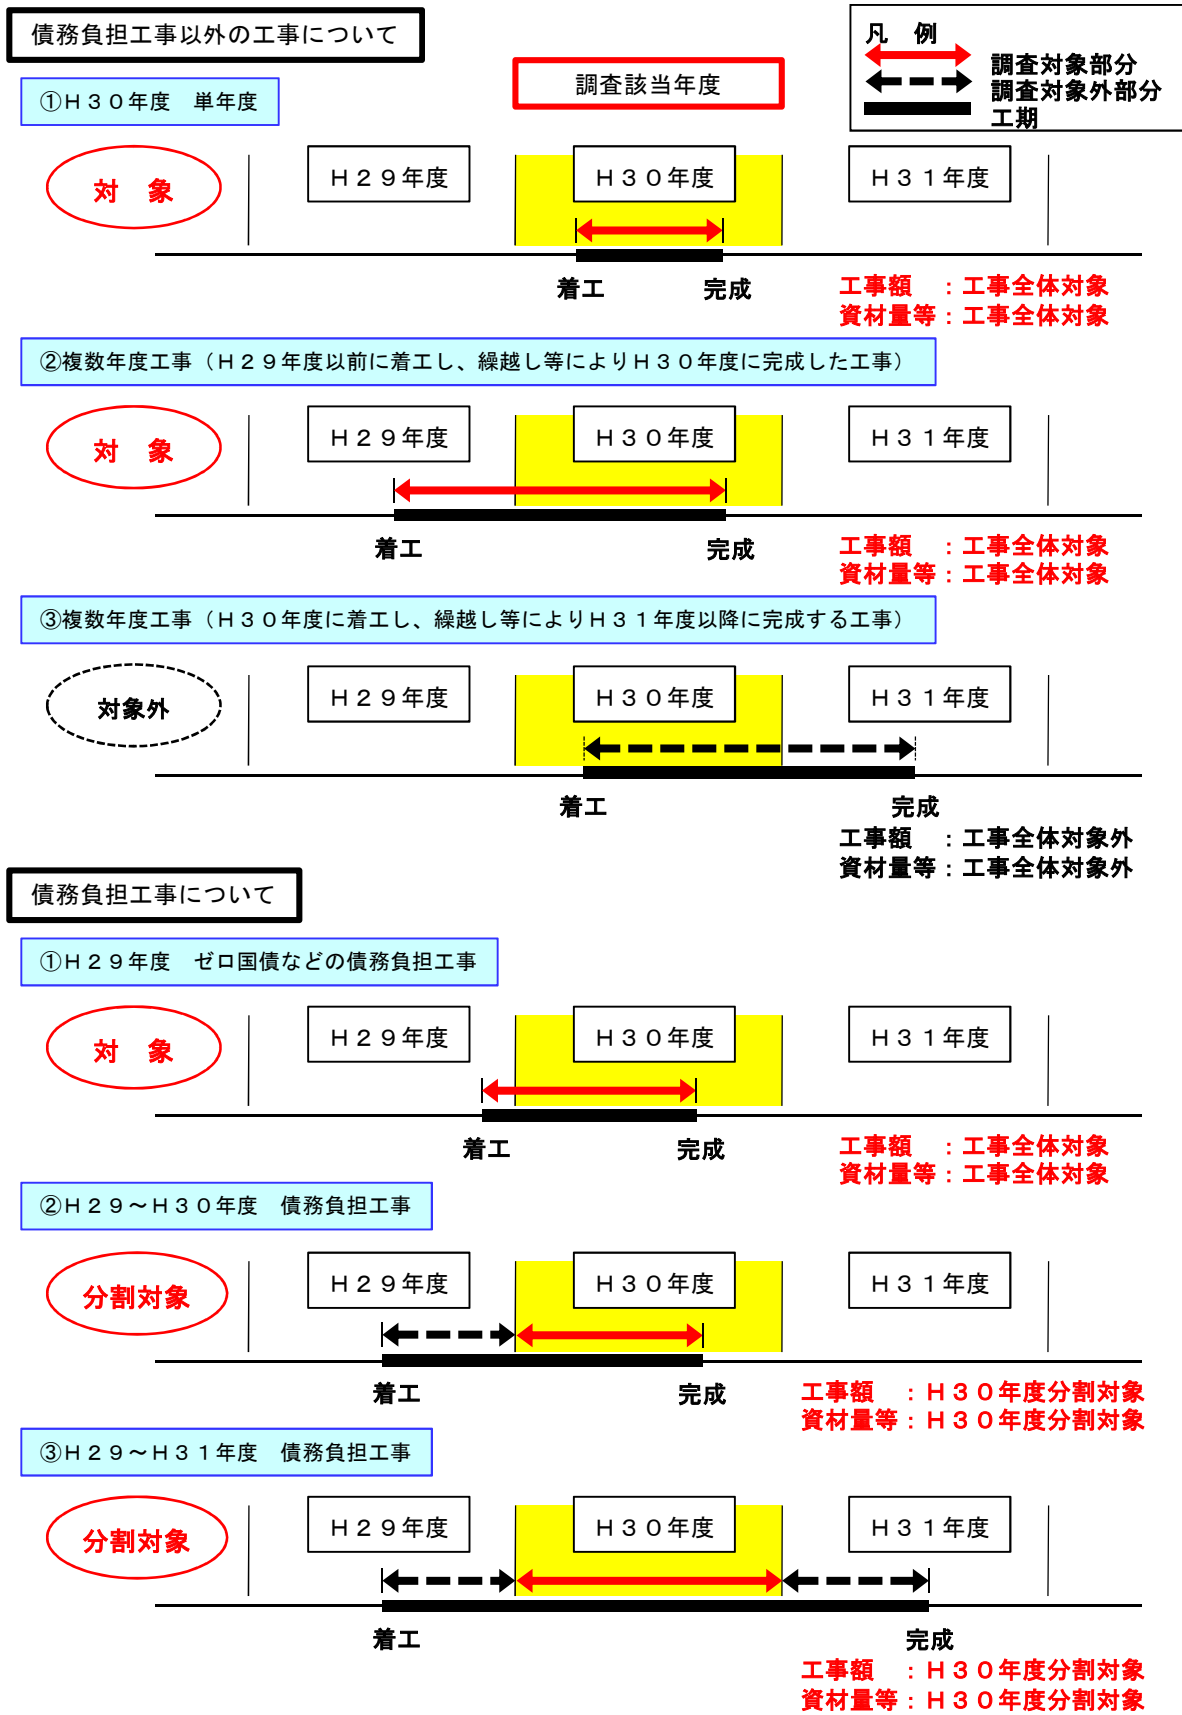 債務負担工事以外の工事について
凡　例
調査対象部分
調査対象外部分
工期
調査該当年度
①Ｈ３０年度　単年度
対　象
Ｈ２９年度
Ｈ３０年度
Ｈ３１年度
着工
完成
工事額　：工事全体対象
資材量等：工事全体対象
②複数年度工事（Ｈ２９年度以前に着工し、繰越し等によりＨ３０年度に完成した工事）
対　象
Ｈ２９年度
Ｈ３０年度
Ｈ３１年度
着工
完成
工事額　：工事全体対象
資材量等：工事全体対象
③複数年度工事（Ｈ３０年度に着工し、繰越し等によりＨ３１年度以降に完成する工事）
対象外
Ｈ２９年度
Ｈ３０年度
Ｈ３１年度
着工
完成
工事額　：工事全体対象外
資材量等：工事全体対象外
債務負担工事について
①Ｈ２９年度　ゼロ国債などの債務負担工事
対　象
Ｈ２９年度
Ｈ３０年度
Ｈ３１年度
着工
完成
工事額　：工事全体対象
資材量等：工事全体対象
②Ｈ２９～Ｈ３０年度　債務負担工事
分割対象
Ｈ２９年度
Ｈ３０年度
Ｈ３１年度
着工
完成
工事額　：Ｈ３０年度分割対象
資材量等：Ｈ３０年度分割対象
③Ｈ２９～Ｈ３１年度　債務負担工事
分割対象
Ｈ２９年度
Ｈ３０年度
Ｈ３１年度
着工
完成
工事額　：Ｈ３０年度分割対象
資材量等：Ｈ３０年度分割対象